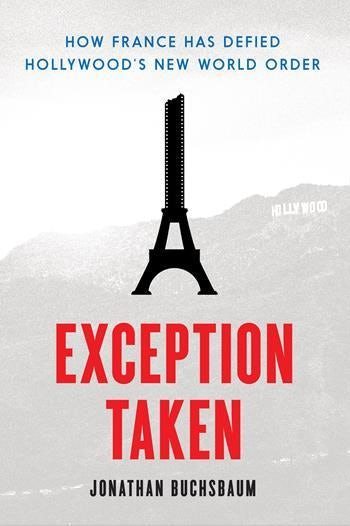 HOW FRANCE HAS DEFIED
HOLLYWOOD'S NEW WORLD ORDER
HOLLYWOOD
EXCEPTION
TAKEN
JONATHAN BUCHSBAUM